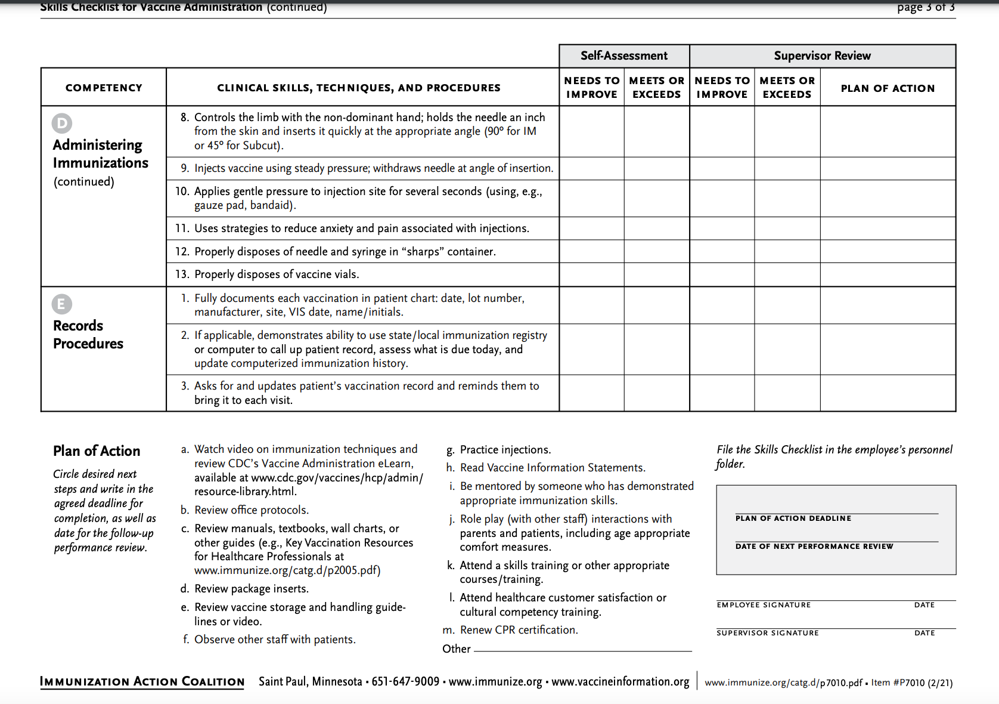 Skills Checklist for Vaccine Administration (continued)
page 3 of 3
Self-Assessment
Supervisor Review
COMPETENCY
CLINICAL SKILLS, TECHNIQUES, AND PROCEDURES
NEEDS TO
IMPROVE
MEETS OR
EXCEEDS
NEEDS TO
IMPROVE
MEETS OR
EXCEEDS
PLAN OF ACTION
D
Administering
Immunizations
(continued)
8. Controls the limb with the non-dominant hand; holds the needle an inch
from the skin and inserts it quickly at the appropriate angle (90º for IM
or 45º for Subcut).
9. Injects vaccine using steady pressure; withdraws needle at angle of insertion.
10. Applies gentle pressure to injection site for several seconds (using, e.g.,
gauze pad, bandaid).
11. Uses strategies to reduce anxiety and pain associated with injections.
12. Properly disposes of needle and syringe in “sharps” container.
13. Properly disposes of vaccine vials.
E
Records
Procedures
1. Fully documents each vaccination in patient chart: date, lot number,
manufacturer, site, VIS date, name/initials.
2. If applicable, demonstrates ability to use state/local immunization registry
or computer to call up patient record, assess what is due today, and
update computerized immunization history.
3. Asks for and updates patient’s vaccination record and reminds them to
bring it to each visit.
Plan of Action
Circle desired next
steps and write in the
agreed deadline for
completion, as well as
date for the follow-up
performance review.
a. Watch video on immunization techniques and
review CDC’s Vaccine Administration eLearn,
available at www.cdc.gov/vaccines/hcp/admin/
resource-library.html.
b. Review office protocols.
c. Review manuals, textbooks, wall charts, or
other guides (e.g., Key Vaccination Resources
for Healthcare Professionals at
www.immunize.org/catg.d/p2005.pdf)
d. Review package inserts.
e. Review vaccine storage and handling guide-
lines or video.
f. Observe other staff with patients.
g. Practice injections.
h. Read Vaccine Information Statements.
i. Be mentored by someone who has demonstrated
appropriate immunization skills.
j. Role play (with other staff) interactions with
parents and patients, including age appropriate
comfort measures.
k. Attend a skills training or other appropriate
courses/training.
l. Attend healthcare customer satisfaction or
cultural competency training.
m. Renew CPR certification.
Other
File the Skills Checklist in the employee’s personnel
folder.
PLAN OF ACTION DEADLINE
DATE OF NEXT PERFORMANCE REVIEW
EMPLOYEE SIGNATURE DATE
SUPERVISOR SIGNATURE DATE
IMMUNIZATION ACTION COALITION Saint Paul, Minnesota • 651-647-9009 • www.immunize.org • www.vaccineinformation.org
www.immunize.org/catg.d/p7010.pdf • Item #P7010 (2/21)